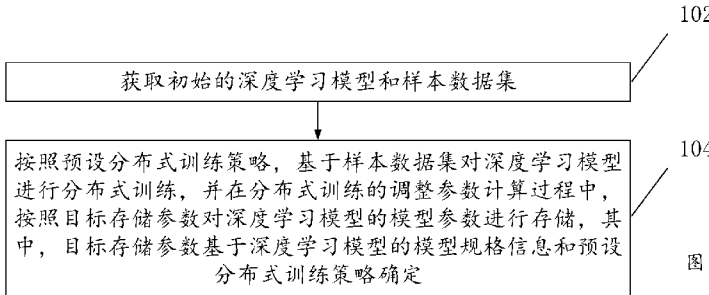 102
获取初始的深度学习模型和样本数据集
104
按照预设分布式训练策略，基于样本数据集对深度学习模型
进行分布式训练，并在分布式训练的调整参数计算过程中，
按照目标存储参数对深度学习模型的模型参数进行存储，其
中，目标存储参数基于深度学习模型的模型规格信息和预设
分布式训练策略确定
图